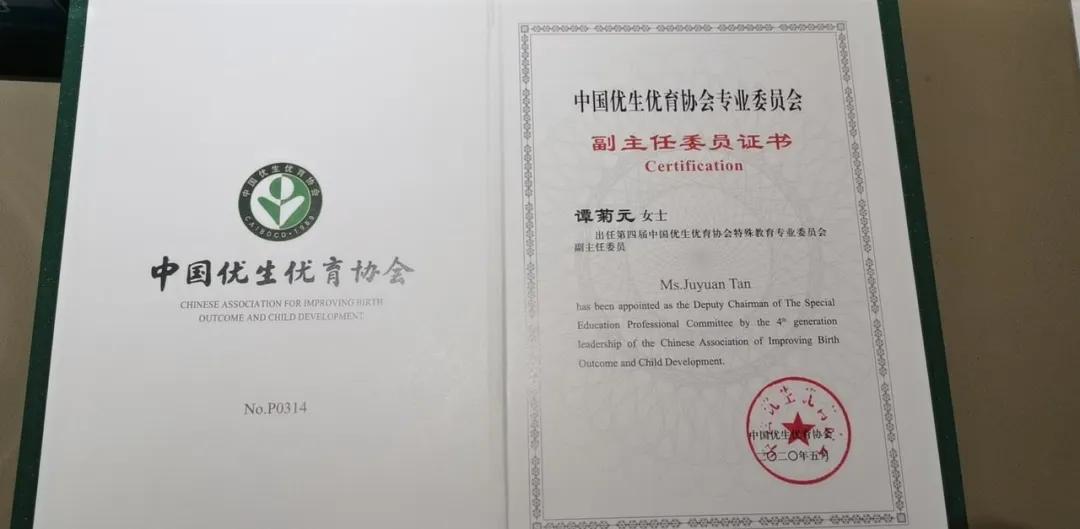 中国优生优育协会
CAIBOCD·1989
中国优生优育协会
CHINESE ASSOCIATION FOR IMPROVING BIRTH
OUTCOME AND CHILD DEVELOPMENT
No.P0314
中国优生优育协会专业委员会
副主任委员证书
Certification
谭菊元 女士
出任第四届中国优生优育协会特殊教育专业委员会
副主任委员
Ms.Juyuan Tan
has been appointed as the Deputy Chairman of The Special
Education Professional Committee by the 4th generation
leadership of the Chinese Association of Improving Birth
Outcome and Child Development.
中国优生优育协会
二〇二〇年五月